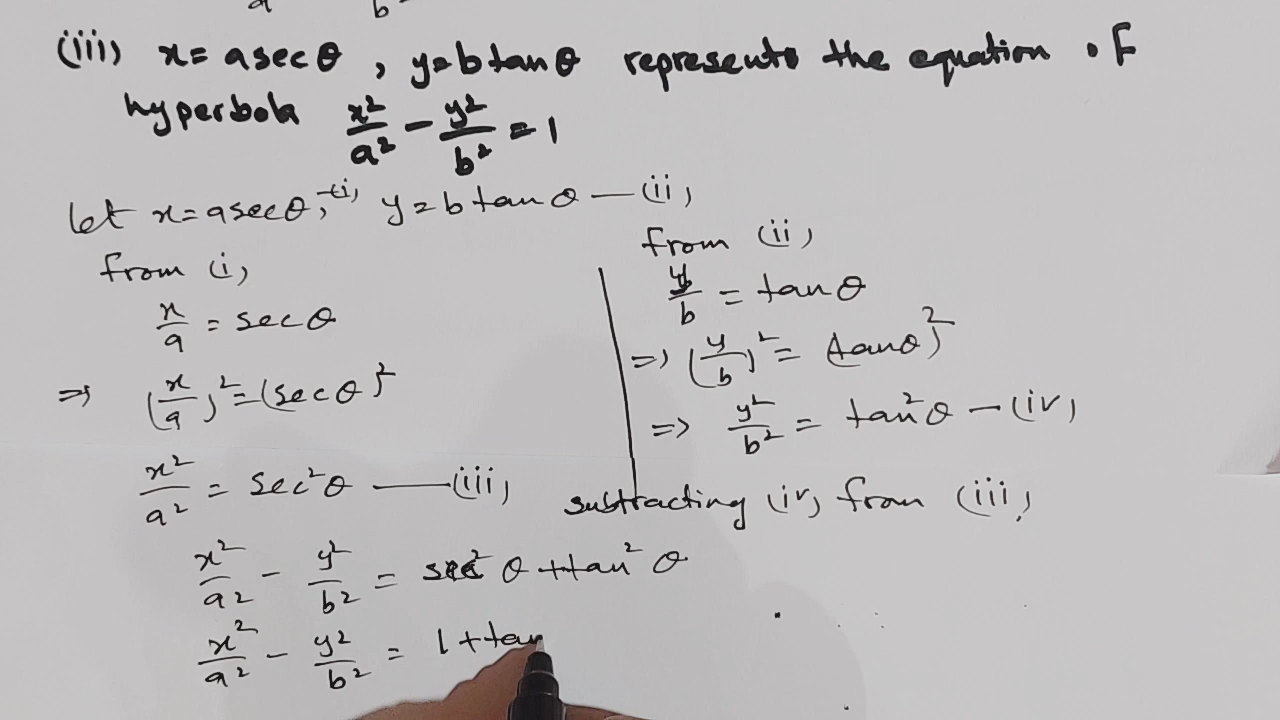 a b
(iii) x = a sec θ , y = b tan θ represents the equation of
hyperbola x²/a² - y²/b² = 1
let x = a sec θ, —(i) y = b tan θ —(ii)
from (i)
x/a = sec θ
=> (x/a)² = (sec θ)²
x²/a² = sec²θ —(iii)
from (ii)
y/b = tan θ
=> (y/b)² = (tan θ)²
=> y²/b² = tan²θ —(iv)
subtracting (iv) from (iii)
x²/a² - y²/b² = sec²θ + tan²θ
x²/a² - y²/b² = 1 + tan